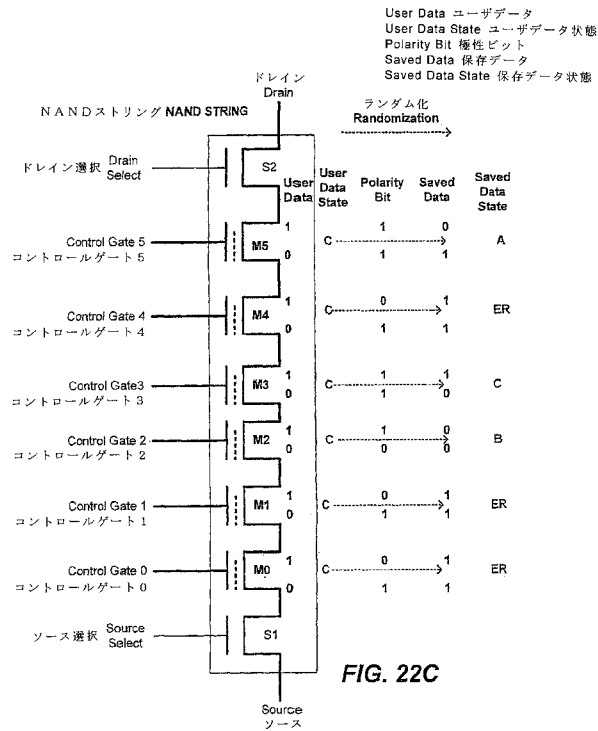 User Data ユーザデータ
User Data State ユーザデータ状態
Polarity Bit 極性ビット
Saved Data 保存データ
Saved Data State 保存データ状態
ドレイン
Drain
NANDストリング NAND STRING
ランダム化
Randomization
ドレイン選択 Drain Select
S2
User Data
User Data State
Polarity Bit
Saved Data
Saved Data State
Control Gate 5
コントロールゲート5
M5
1 1 0
C A
0 1 1
Control Gate 4
コントロールゲート4
M4
1 0 1
C ER
0 1 1
Control Gate3
コントロールゲート3
M3
1 1 1
C C
0 1 0
Control Gate 2
コントロールゲート2
M2
1 1 0
C B
0 0 0
Control Gate 1
コントロールゲート1
M1
1 0 1
C ER
0 1 1
Control Gate 0
コントロールゲート0
M0
1 0 1
C ER
0 1 1
ソース選択 Source Select
S1
FIG. 22C
Source
ソース